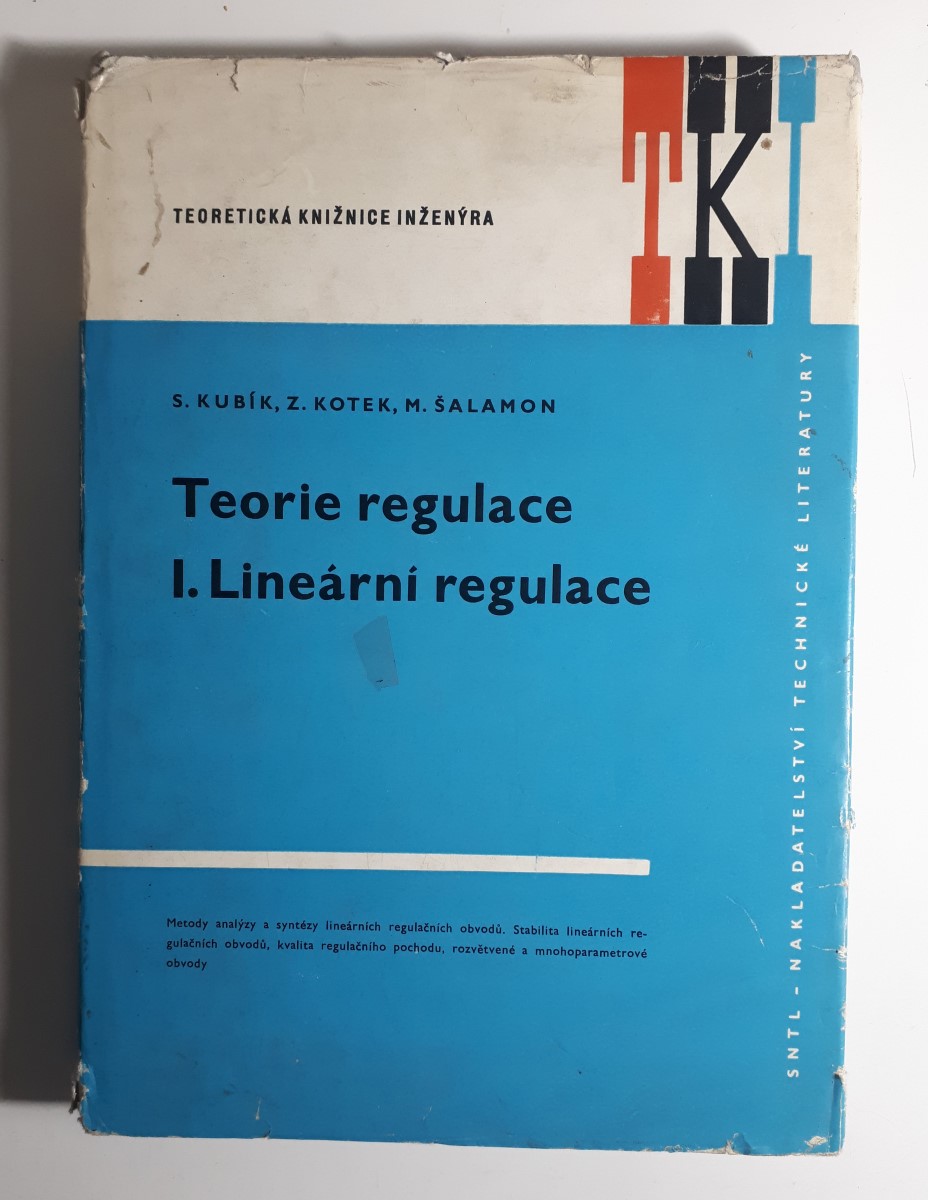 TKI
TEORETICKÁ KNIŽNICE INŽENÝRA
S. KUBÍK, Z. KOTEK, M. ŠALAMON
Teorie regulace
I. Lineární regulace
Metody analýzy a syntézy lineárních regulačních obvodů. Stabilita lineárních re-
gulačních obvodů, kvalita regulačního pochodu, rozvětvené a mnohoparametrové
obvody
SNTL – NAKLADATELSTVÍ TECHNICKÉ LITERATURY